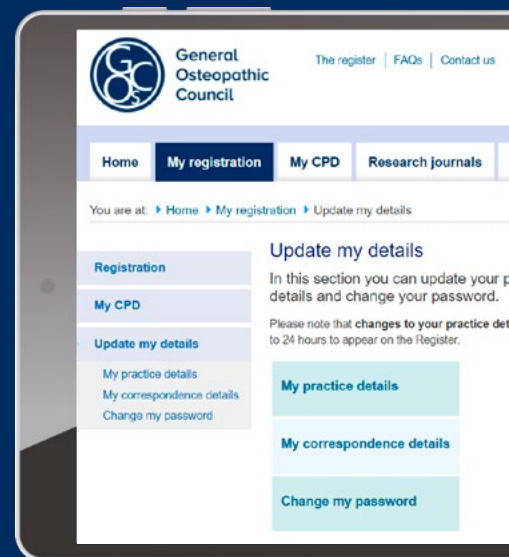 GCOs
General
Osteopathic
Council
The register | FAQs | Contact us
Home
My registration
My CPD
Research journals
You are at: Home My registration Update my details
Registration
My CPD
Update my details
My practice details
My correspondence details
Change my password
Update my details
In this section you can update your p
details and change your password.
Please note that changes to your practice det
to 24 hours to appear on the Register.
My practice details
My correspondence details
Change my password